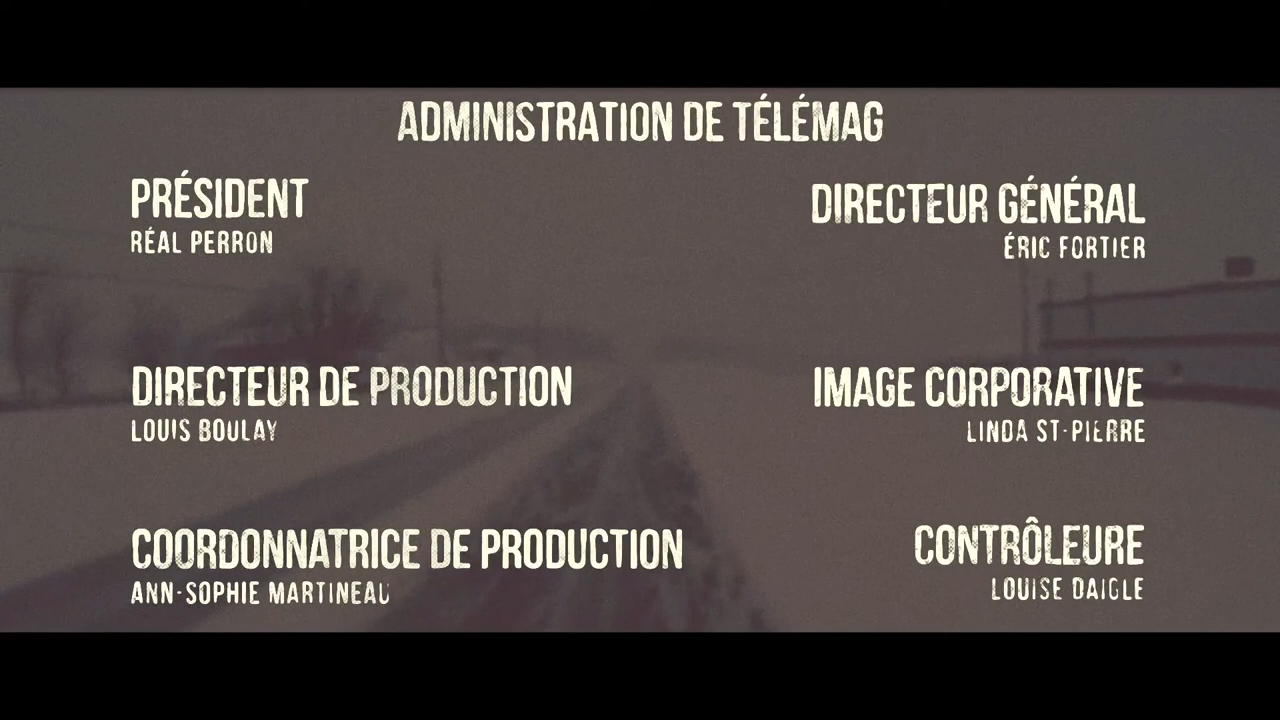 ADMINISTRATION DE TÉLÉMAG
PRÉSIDENT
RÉAL PERRON
DIRECTEUR GÉNÉRAL
ÉRIC FORTIER
DIRECTEUR DE PRODUCTION
LOUIS BOULAY
IMAGE CORPORATIVE
LINDA ST-PIERRE
COORDONNATRICE DE PRODUCTION
ANN-SOPHIE MARTINEAU
CONTRÔLEURE
LOUISE DAIGLE